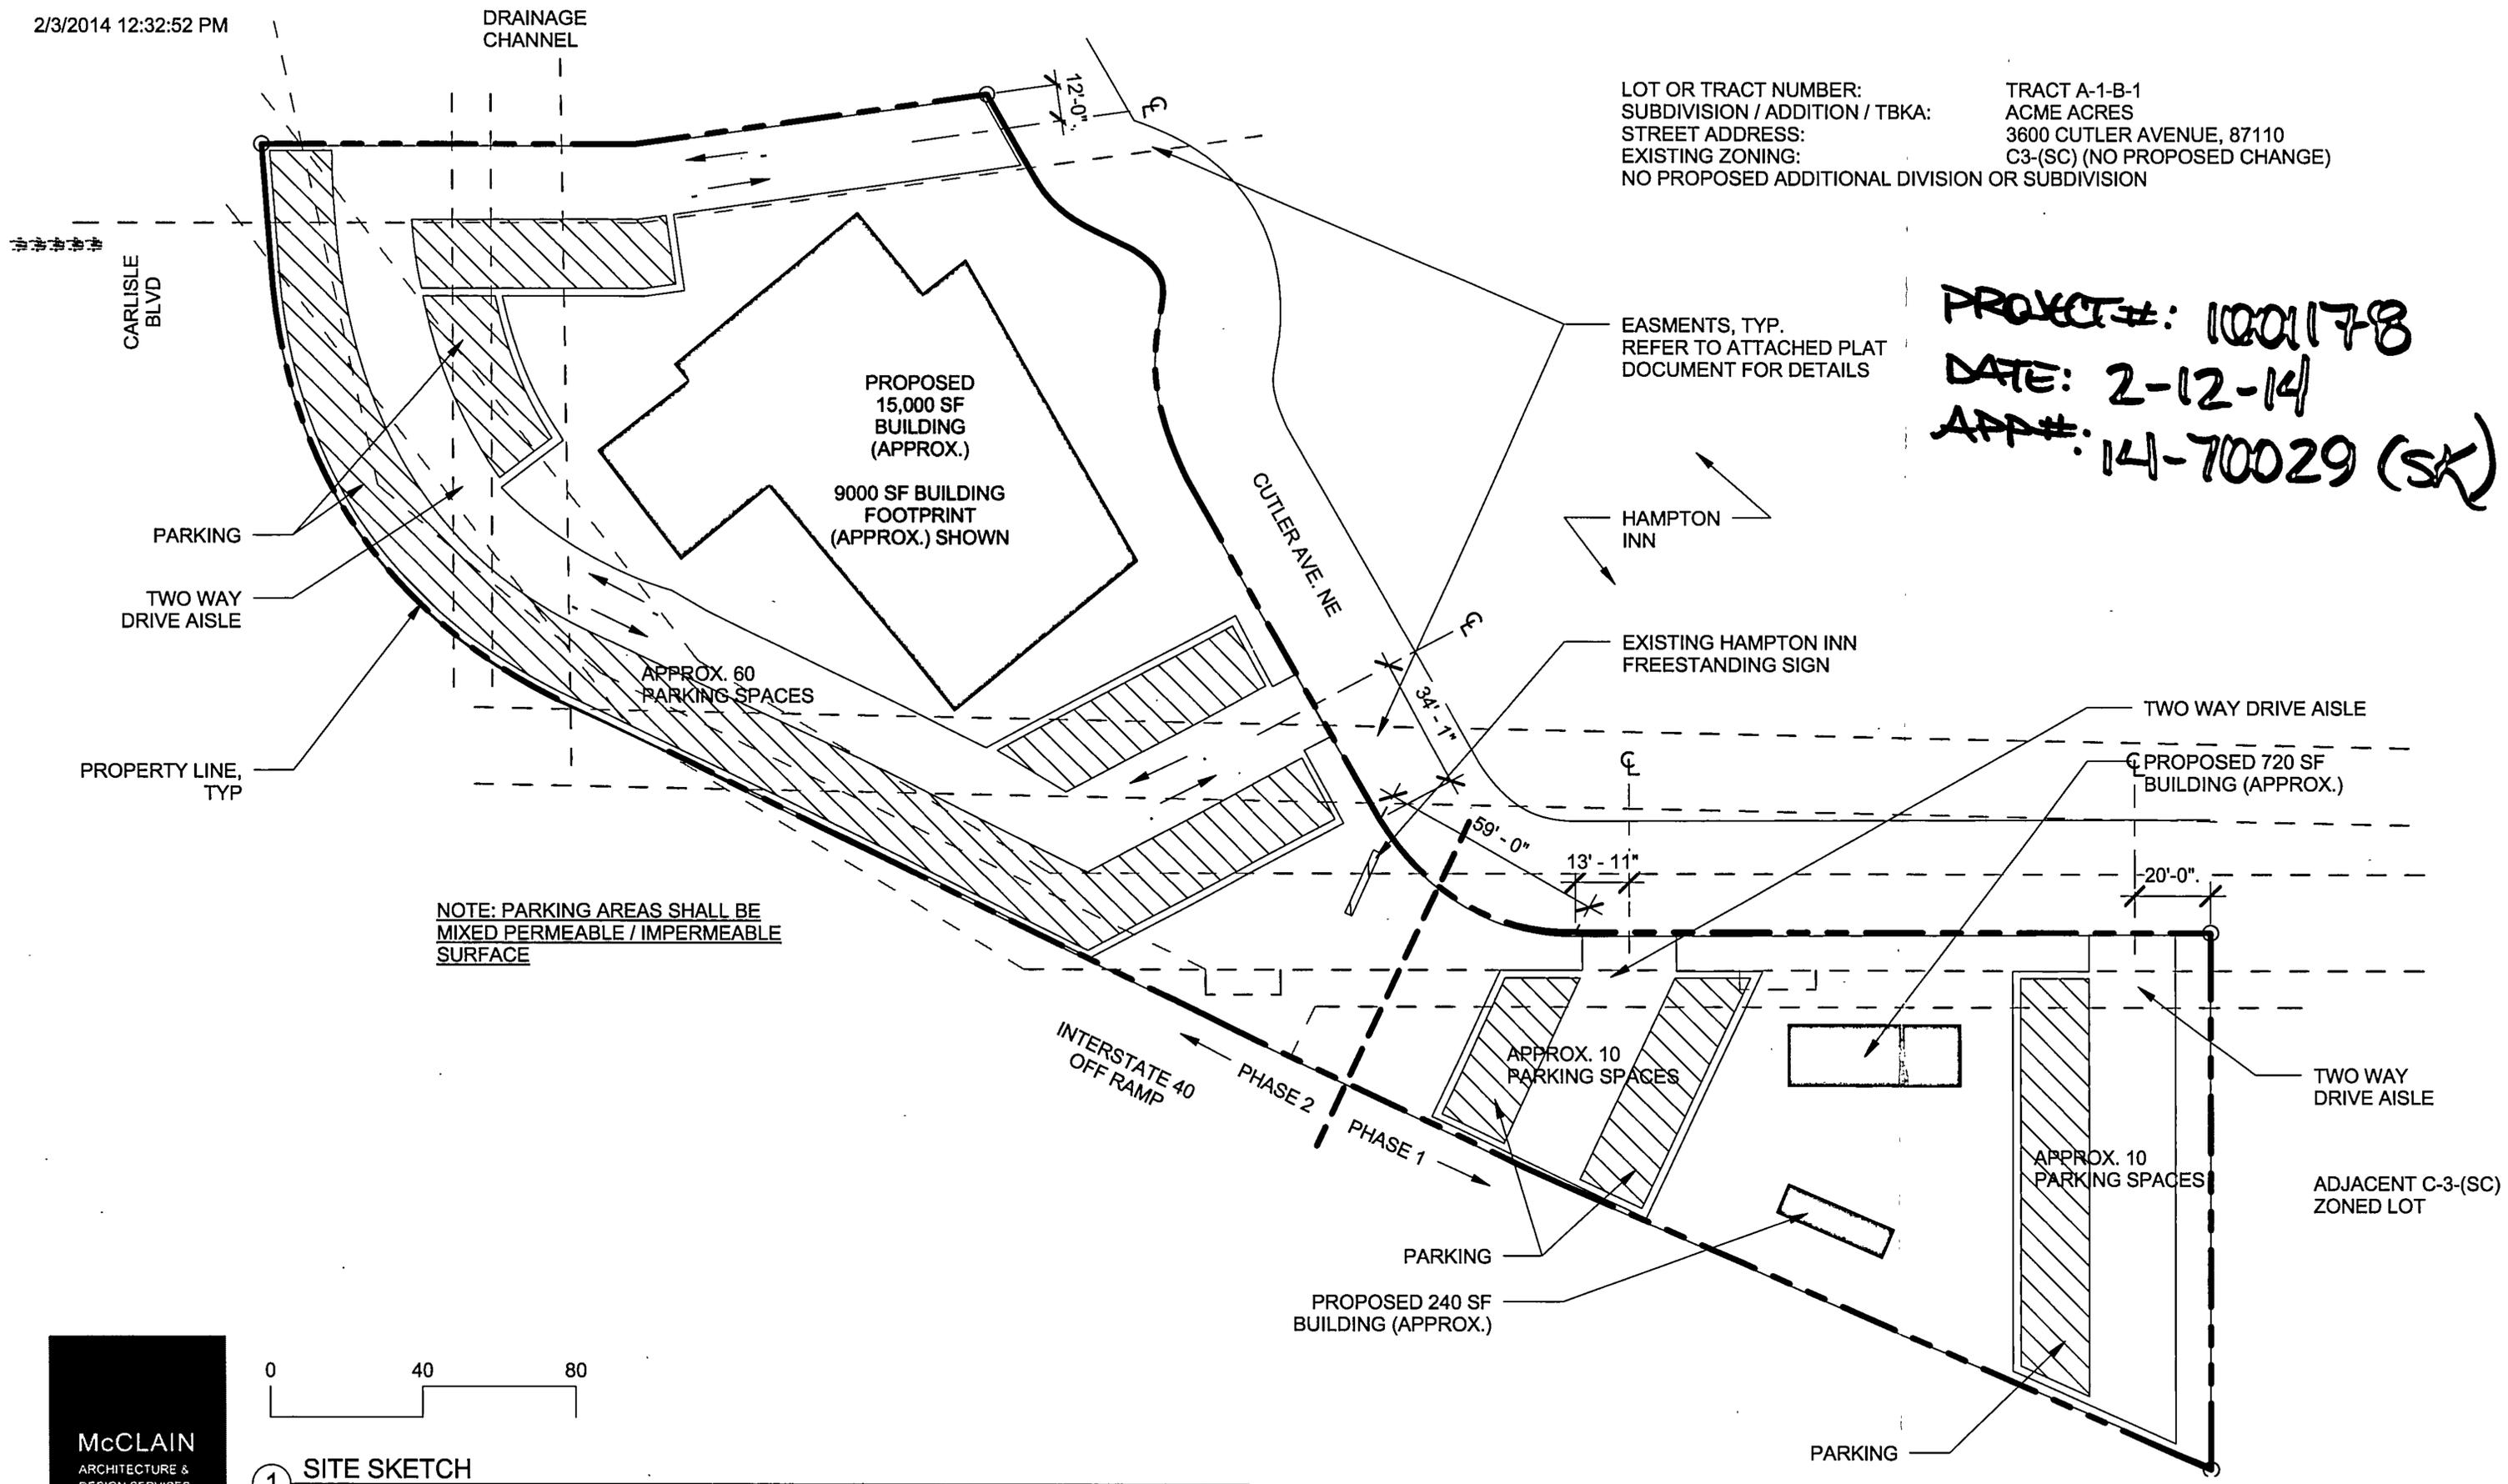 2/3/2014 12:32:52 PM
DRAINAGE
CHANNEL
12'-0"
LOT OR TRACT NUMBER: TRACT A-1-B-1
SUBDIVISION / ADDITION / TBKA: ACME ACRES
STREET ADDRESS: 3600 CUTLER AVENUE, 87110
EXISTING ZONING: C3-(SC) (NO PROPOSED CHANGE)
NO PROPOSED ADDITIONAL DIVISION OR SUBDIVISION
CARLISLE
BLVD
PROJECT#: 1001178
DATE: 2-12-14
APP#: 14-70029 (SK)
EASMENTS, TYP.
REFER TO ATTACHED PLAT
DOCUMENT FOR DETAILS
PROPOSED
15,000 SF
BUILDING
(APPROX.)
9000 SF BUILDING
FOOTPRINT
(APPROX.) SHOWN
CUTLER AVE. NE
HAMPTON
INN
PARKING
TWO WAY
DRIVE AISLE
EXISTING HAMPTON INN
FREESTANDING SIGN
APPROX. 60
PARKING SPACES
34' - 1"
TWO WAY DRIVE AISLE
PROPERTY LINE,
TYP
PROPOSED 720 SF
BUILDING (APPROX.)
59' - 0"
13' - 11"
20'-0"
NOTE: PARKING AREAS SHALL BE
MIXED PERMEABLE / IMPERMEABLE
SURFACE
INTERSTATE 40
OFF RAMP
PHASE 2
PHASE 1
APPROX. 10
PARKING SPACES
TWO WAY
DRIVE AISLE
APPROX. 10
PARKING SPACES
ADJACENT C-3-(SC)
ZONED LOT
PARKING
PROPOSED 240 SF
BUILDING (APPROX.)
PARKING
0 40 80
McCLAIN
ARCHITECTURE &
DESIGN SERVICES
1 SITE SKETCH